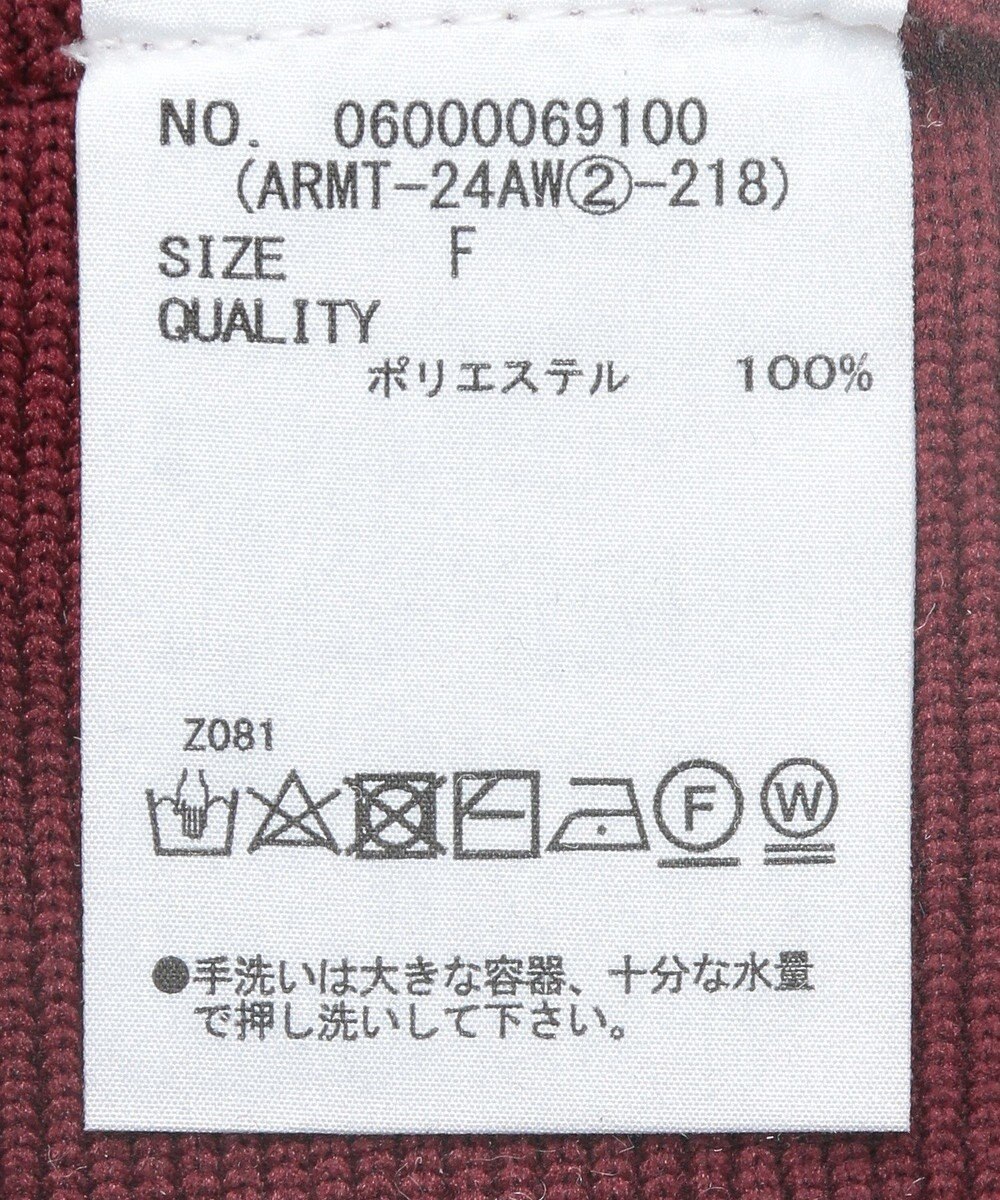 NO. 06000069100
(ARMT-24AW②-218)
SIZE F
QUALITY
ポリエステル 100%
Z081
F W
●手洗いは大きな容器、十分な水量
で押し洗いして下さい。